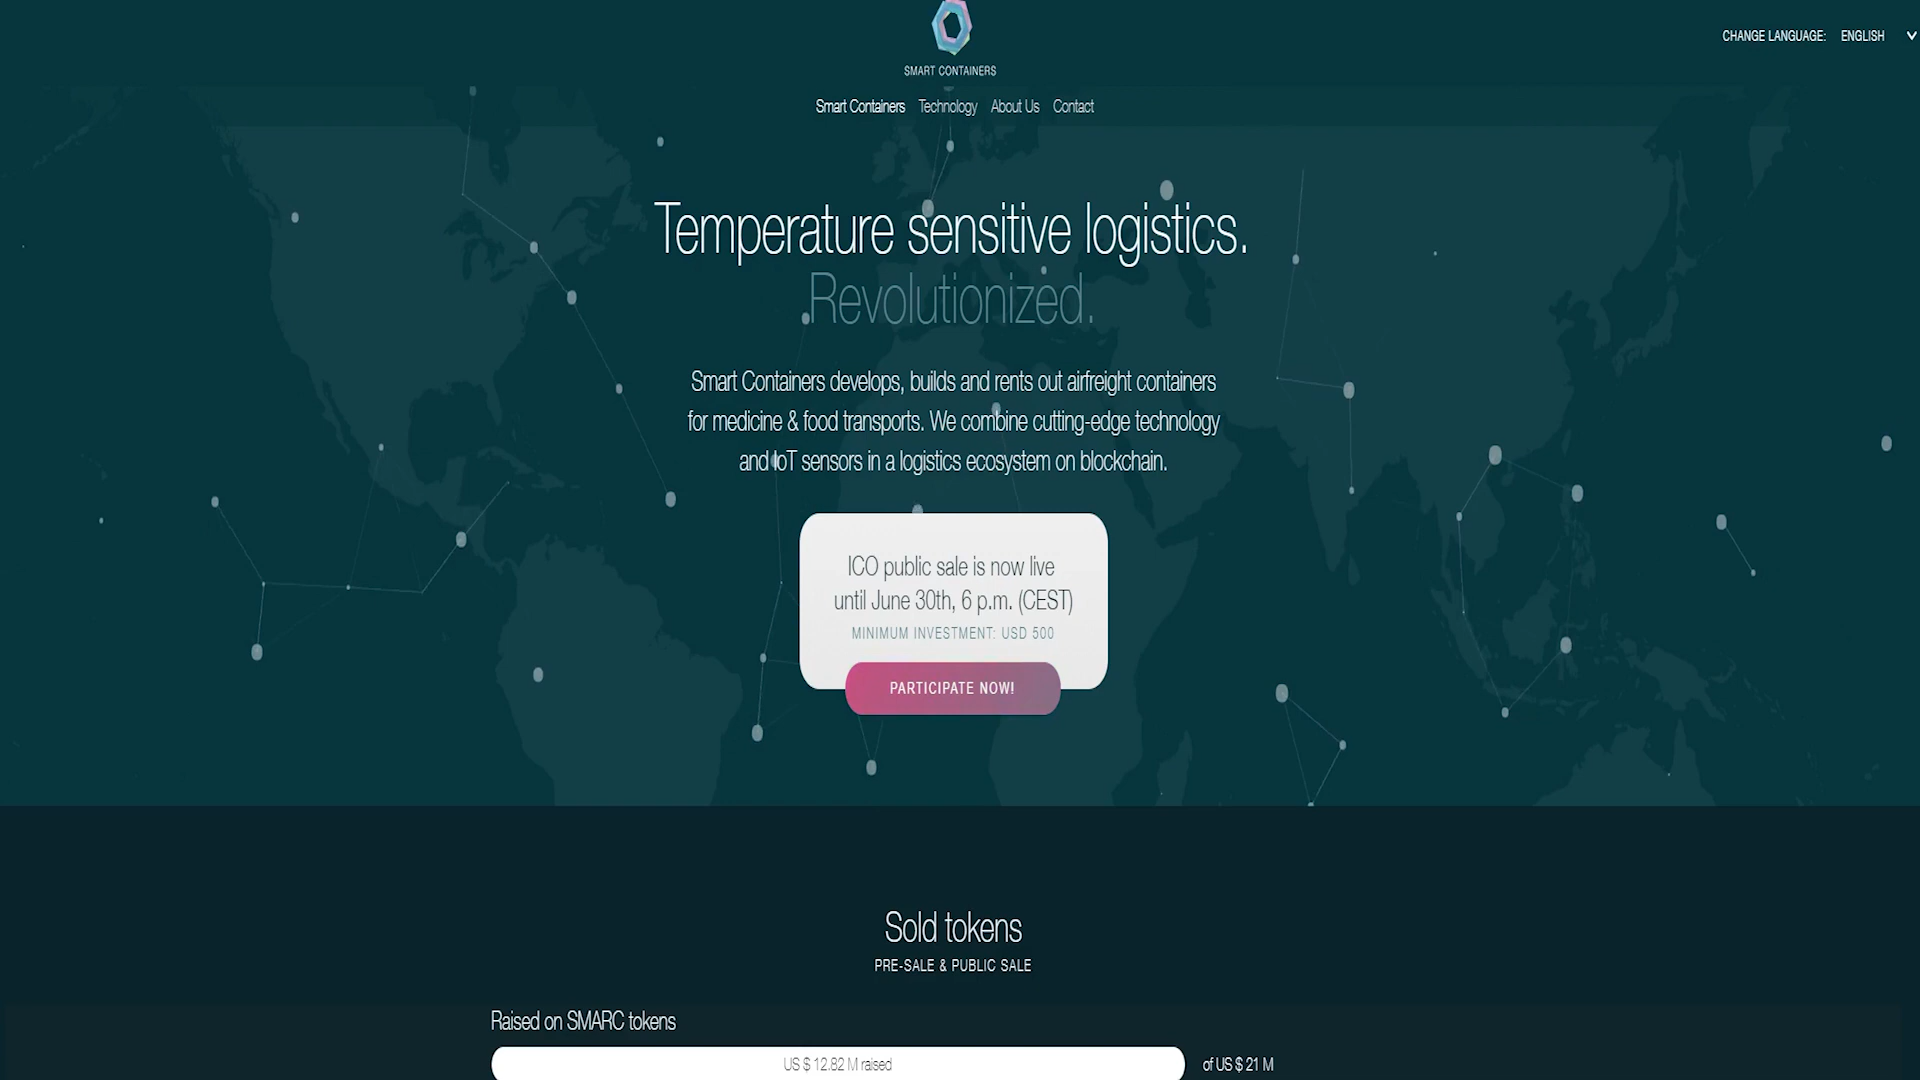 CHANGE LANGUAGE: ENGLISH
SMART CONTAINERS
Smart Containers Technology About Us Contact
Temperature sensitive logistics.
Revolutionized.
Smart Containers develops, builds and rents out airfreight containers
for medicine & food transports. We combine cutting-edge technology
and IoT sensors in a logistics ecosystem on blockchain.
ICO public sale is now live
until June 30th, 6 p.m. (CEST)
MINIMUM INVESTMENT: USD 500
PARTICIPATE NOW!
Sold tokens
PRE-SALE & PUBLIC SALE
Raised on SMARC tokens
US $ 12.82 M raised
of US $ 21 M